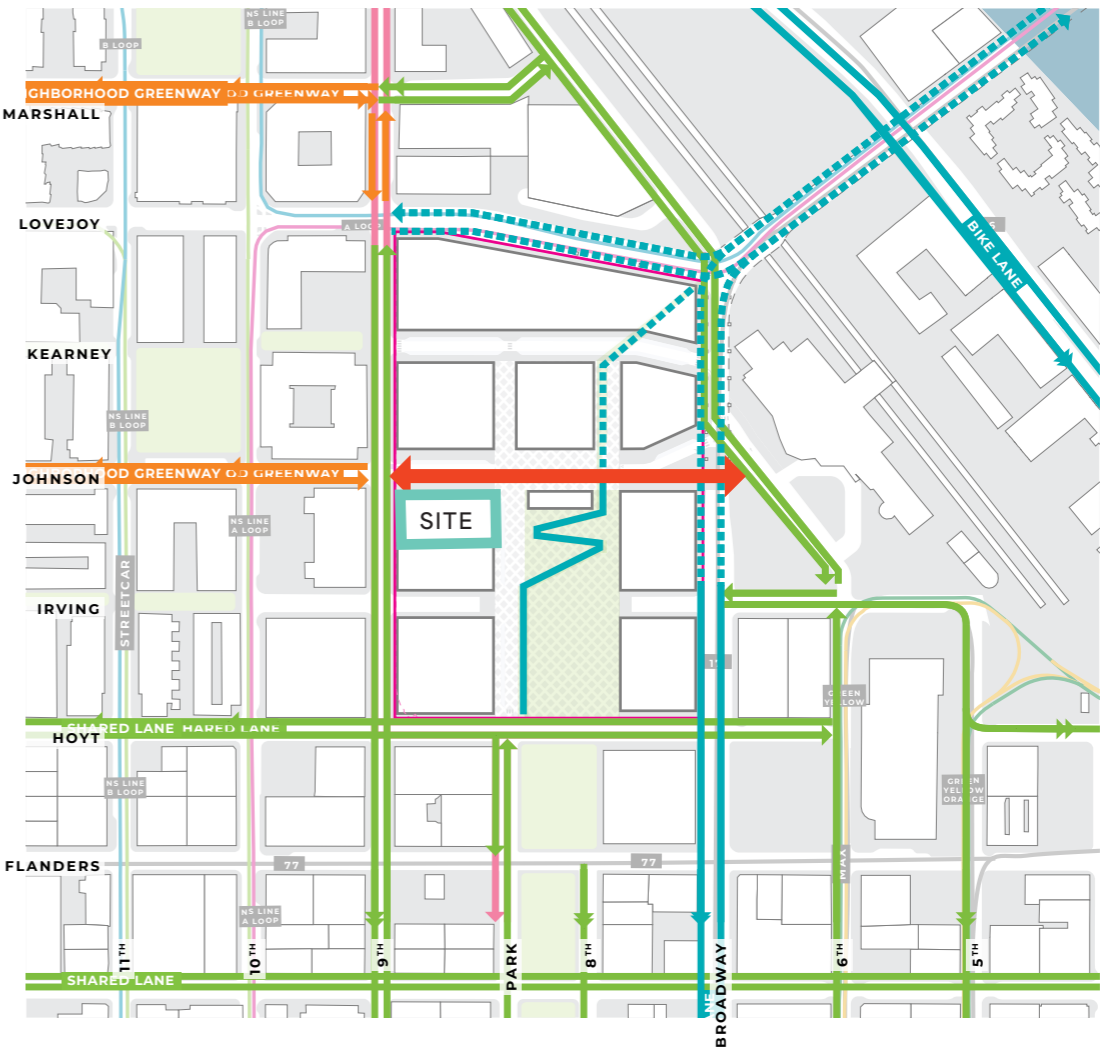 NS LINE
B LOOP
B LOOP
GHBORHOOD GREENWAY
OD GREENWAY
MARSHALL
LOVEJOY
A LOOP
BIKE LANE
KEARNEY
NS LINE
B LOOP
OD GREENWAY
OD GREENWAY
JOHNSON
SITE
NS LINE
A LOOP
STREETCAR
IRVING
GREEN
YELLOW
SHARED LANE
HARED LANE
HOYT
NS LINE
B LOOP
GREEN
YELLOW
ORANGE
FLANDERS
77
77
MAX
NS LINE
A LOOP
11TH
10TH
9TH
PARK
8TH
BROADWAY
6TH
5TH
SHARED LANE